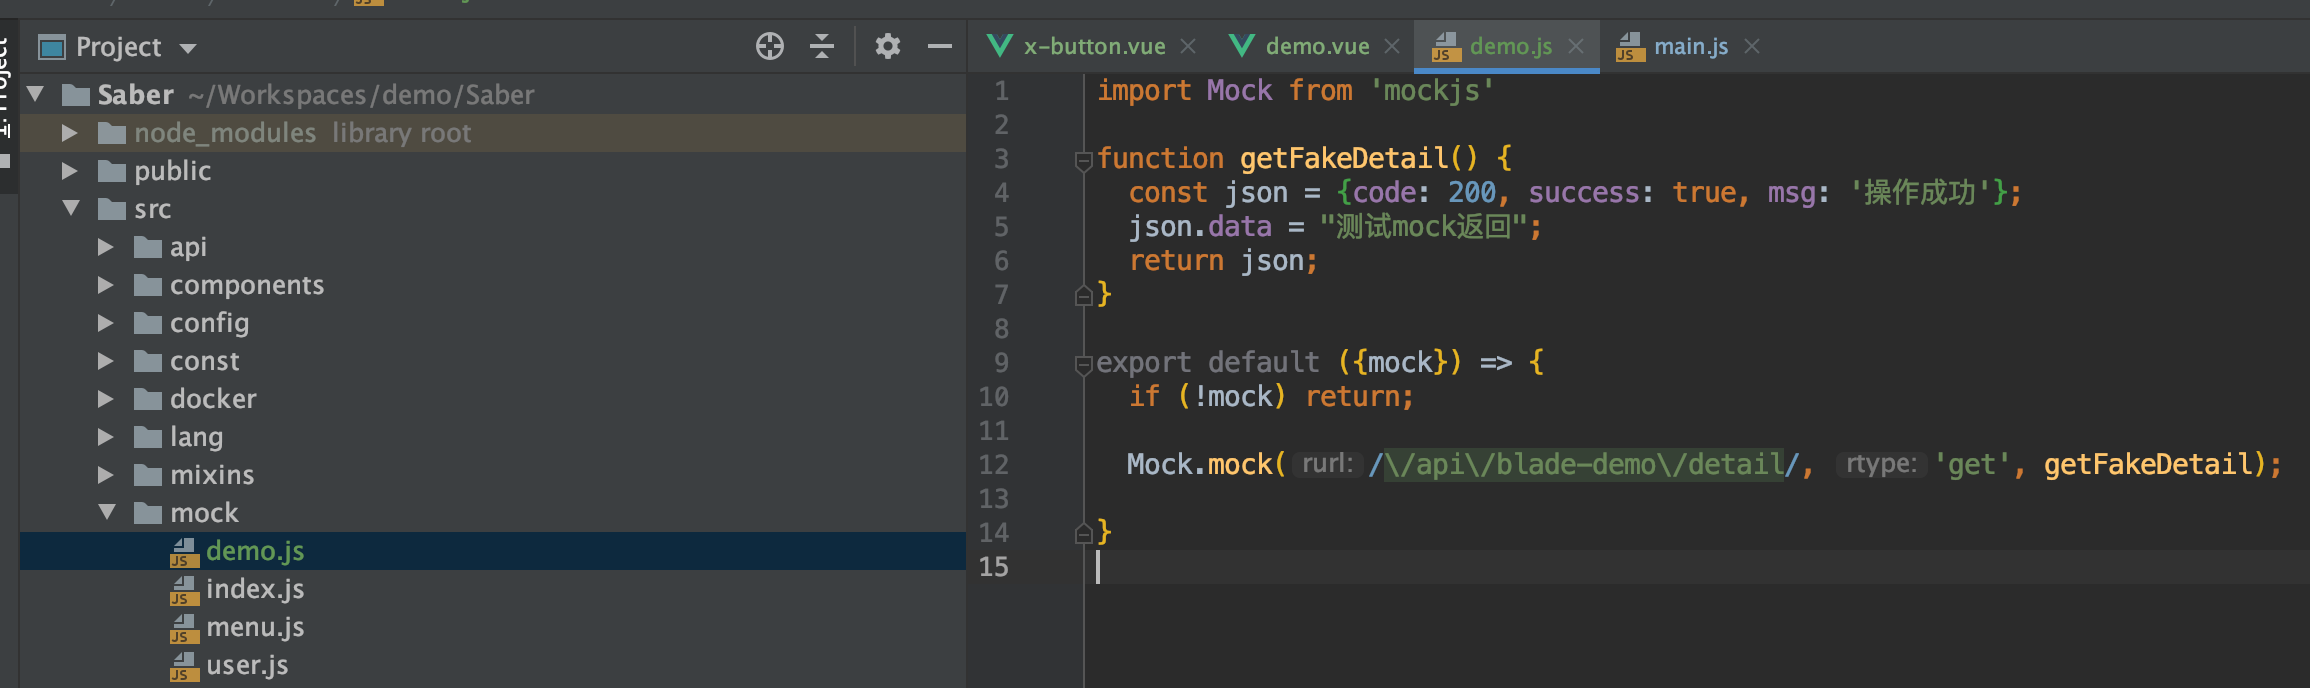 Project
Project
Saber ~/Workspaces/demo/Saber
node_modules library root
public
src
api
components
config
const
docker
lang
mixins
mock
demo.js
index.js
menu.js
user.js
x-button.vue demo.vue demo.js main.js
1 import Mock from 'mockjs'
2
3 function getFakeDetail() {
4 const json = {code: 200, success: true, msg: '操作成功'};
5 json.data = "测试mock返回";
6 return json;
7 }
8
9 export default ({mock}) => {
10 if (!mock) return;
11
12 Mock.mock( rurl: /\/api\/blade-demo\/detail/, rtype: 'get', getFakeDetail);
13
14 }
15